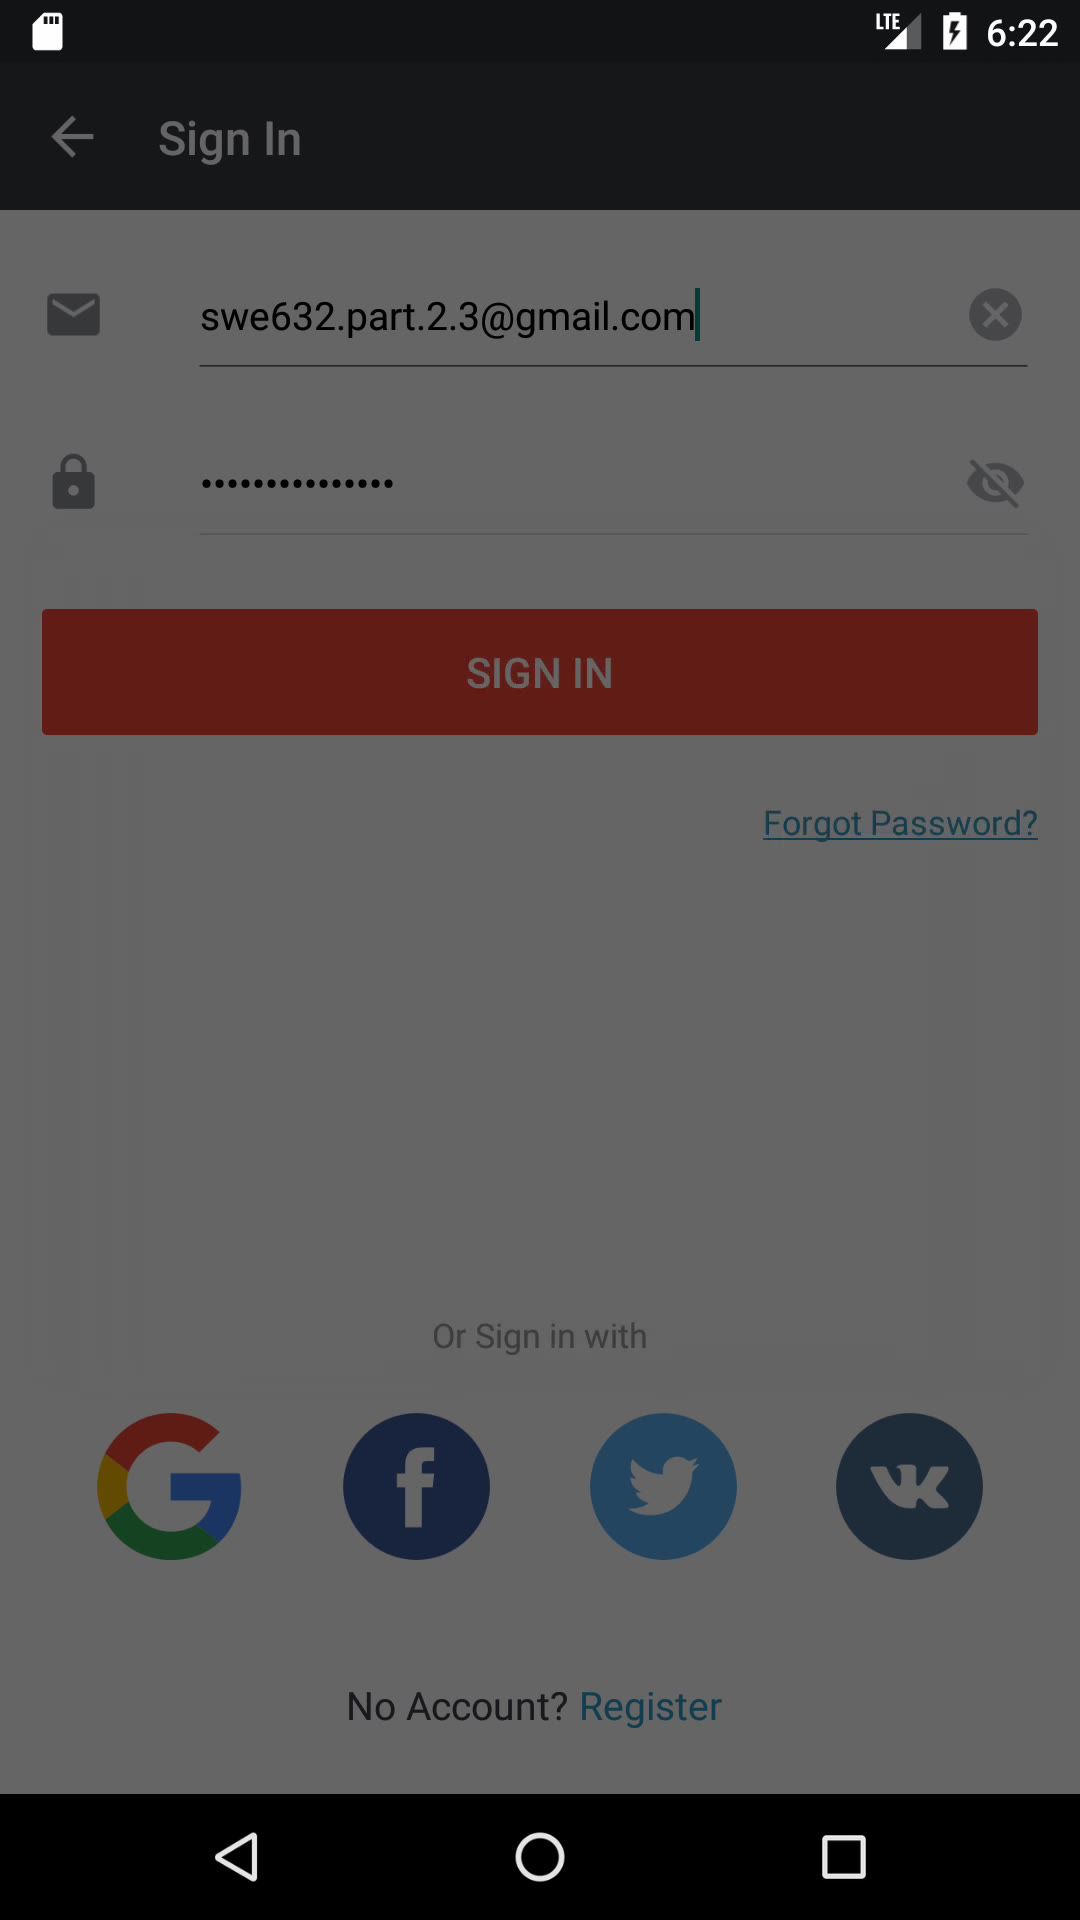 LTE 6:22
Sign In
swe632.part.2.3@gmail.com
•••••••••••••••
SIGN IN
Forgot Password?
Or Sign in with
No Account? Register